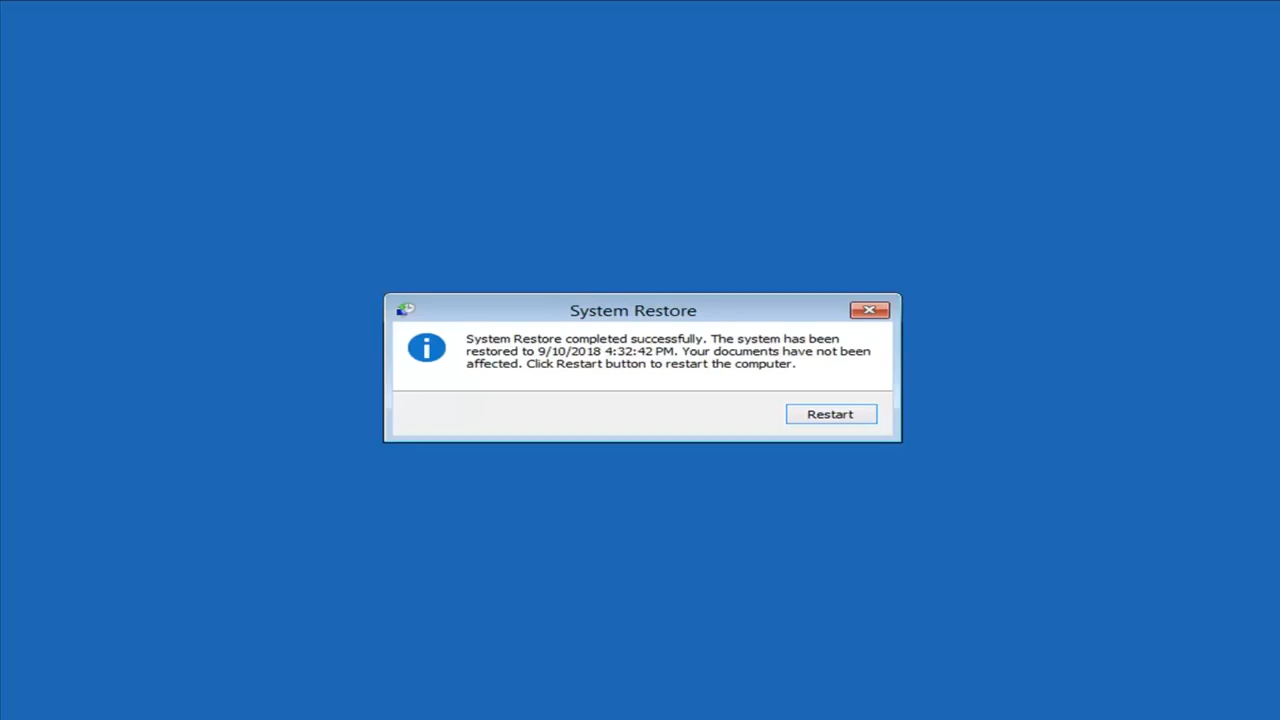 System Restore
System Restore completed successfully. The system has been
restored to 9/10/2018 4:32:42 PM. Your documents have not been
affected. Click Restart button to restart the computer.
Restart